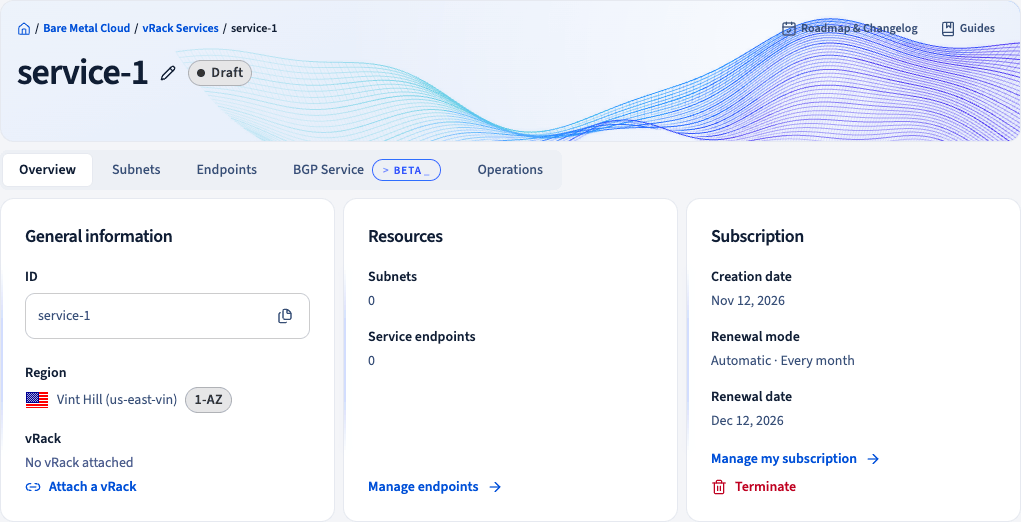 / Bare Metal Cloud / vRack Services / service-1
Roadmap & Changelog
Guides
service-1
Draft
Overview
Subnets
Endpoints
BGP Service
> BETA_
Operations
General information
ID
service-1
Region
Vint Hill (us-east-vin)
1-AZ
vRack
No vRack attached
Attach a vRack
Resources
Subnets
0
Service endpoints
0
Manage endpoints
Subscription
Creation date
Nov 12, 2026
Renewal mode
Automatic · Every month
Renewal date
Dec 12, 2026
Manage my subscription
Terminate